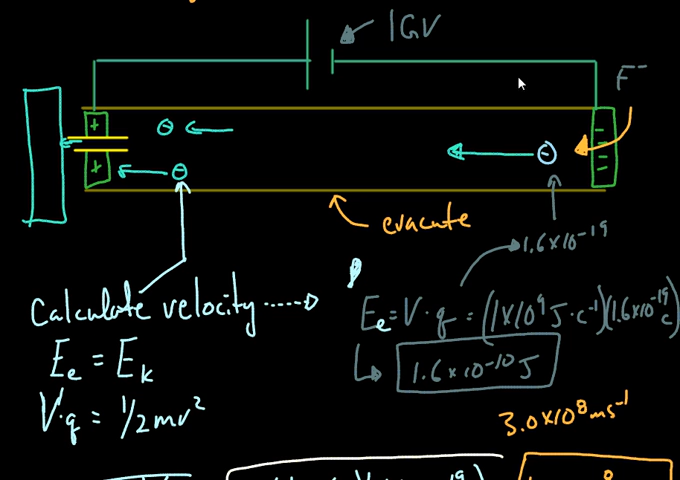 1GV
F⁻
+
⊖
−
−
−
⊖
+
⊖
evacute
1.6×10⁻¹⁹
Calculate velocity
Eₑ = V·q = (1×10⁹ J·c⁻¹)(1.6×10⁻¹⁹ c)
Eₑ = Eₖ
1.6×10⁻¹⁰ J
V·q = 1/2mv²
3.0×10⁸ ms⁻¹